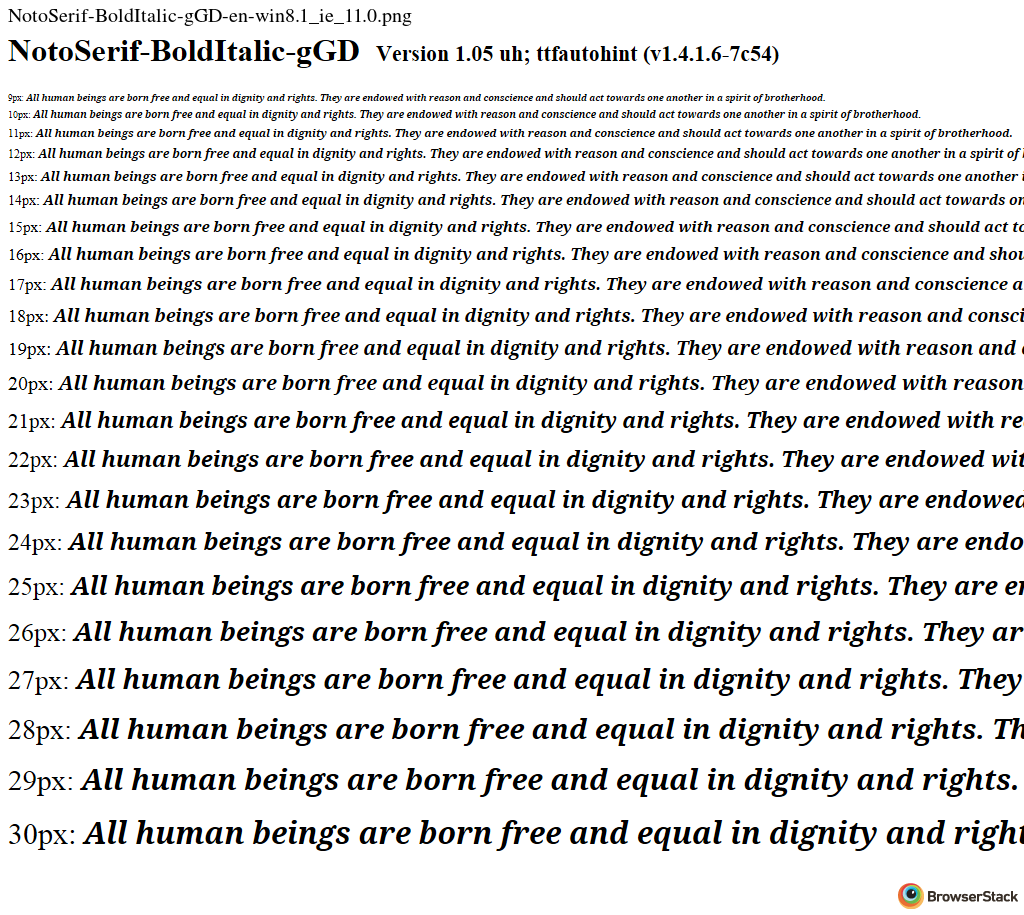 NotoSerif-BoldItalic-gGD-en-win8.1_ie_11.0.png
NotoSerif-BoldItalic-gGD Version 1.05 uh; ttfautohint (v1.4.1.6-7c54)
9px: All human beings are born free and equal in dignity and rights. They are endowed with reason and conscience and should act towards one another in a spirit of brotherhood.
10px: All human beings are born free and equal in dignity and rights. They are endowed with reason and conscience and should act towards one another in a spirit of brotherhood.
11px: All human beings are born free and equal in dignity and rights. They are endowed with reason and conscience and should act towards one another in a spirit of brotherhood.
12px: All human beings are born free and equal in dignity and rights. They are endowed with reason and conscience and should act towards one another in a spirit of
13px: All human beings are born free and equal in dignity and rights. They are endowed with reason and conscience and should act towards one another
14px: All human beings are born free and equal in dignity and rights. They are endowed with reason and conscience and should act towards on
15px: All human beings are born free and equal in dignity and rights. They are endowed with reason and conscience and should act to
16px: All human beings are born free and equal in dignity and rights. They are endowed with reason and conscience and shou
17px: All human beings are born free and equal in dignity and rights. They are endowed with reason and conscience a
18px: All human beings are born free and equal in dignity and rights. They are endowed with reason and consci
19px: All human beings are born free and equal in dignity and rights. They are endowed with reason and
20px: All human beings are born free and equal in dignity and rights. They are endowed with reason
21px: All human beings are born free and equal in dignity and rights. They are endowed with re
22px: All human beings are born free and equal in dignity and rights. They are endowed wit
23px: All human beings are born free and equal in dignity and rights. They are endowed
24px: All human beings are born free and equal in dignity and rights. They are endo
25px: All human beings are born free and equal in dignity and rights. They are en
26px: All human beings are born free and equal in dignity and rights. They ar
27px: All human beings are born free and equal in dignity and rights. They
28px: All human beings are born free and equal in dignity and rights. Th
29px: All human beings are born free and equal in dignity and rights.
30px: All human beings are born free and equal in dignity and right
BrowserStack